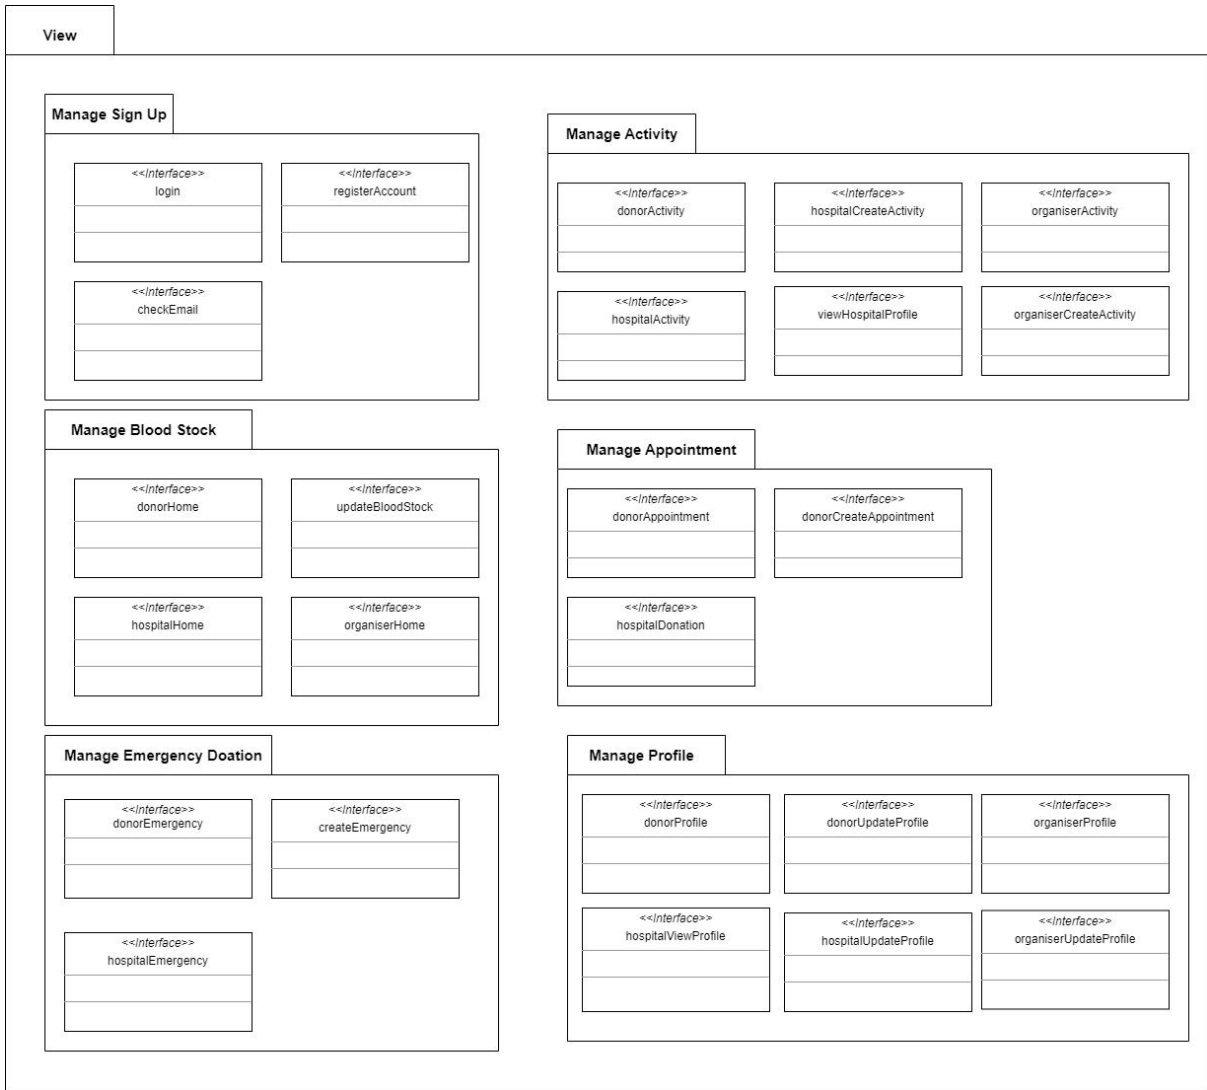 View
Manage Sign Up
<<Interface>>
login
<<Interface>>
registerAccount
<<Interface>>
checkEmail
Manage Activity
<<Interface>>
donorActivity
<<Interface>>
hospitalCreateActivity
<<Interface>>
organiserActivity
<<Interface>>
hospitalActivity
<<Interface>>
viewHospitalProfile
<<Interface>>
organiserCreateActivity
Manage Blood Stock
<<Interface>>
donorHome
<<Interface>>
updateBloodStock
<<Interface>>
hospitalHome
<<Interface>>
organiserHome
Manage Appointment
<<Interface>>
donorAppointment
<<Interface>>
donorCreateAppointment
<<Interface>>
hospitalDonation
Manage Emergency Doation
<<Interface>>
donorEmergency
<<Interface>>
createEmergency
<<Interface>>
hospitalEmergency
Manage Profile
<<Interface>>
donorProfile
<<Interface>>
donorUpdateProfile
<<Interface>>
organiserProfile
<<Interface>>
hospitalViewProfile
<<Interface>>
hospitalUpdateProfile
<<Interface>>
organiserUpdateProfile